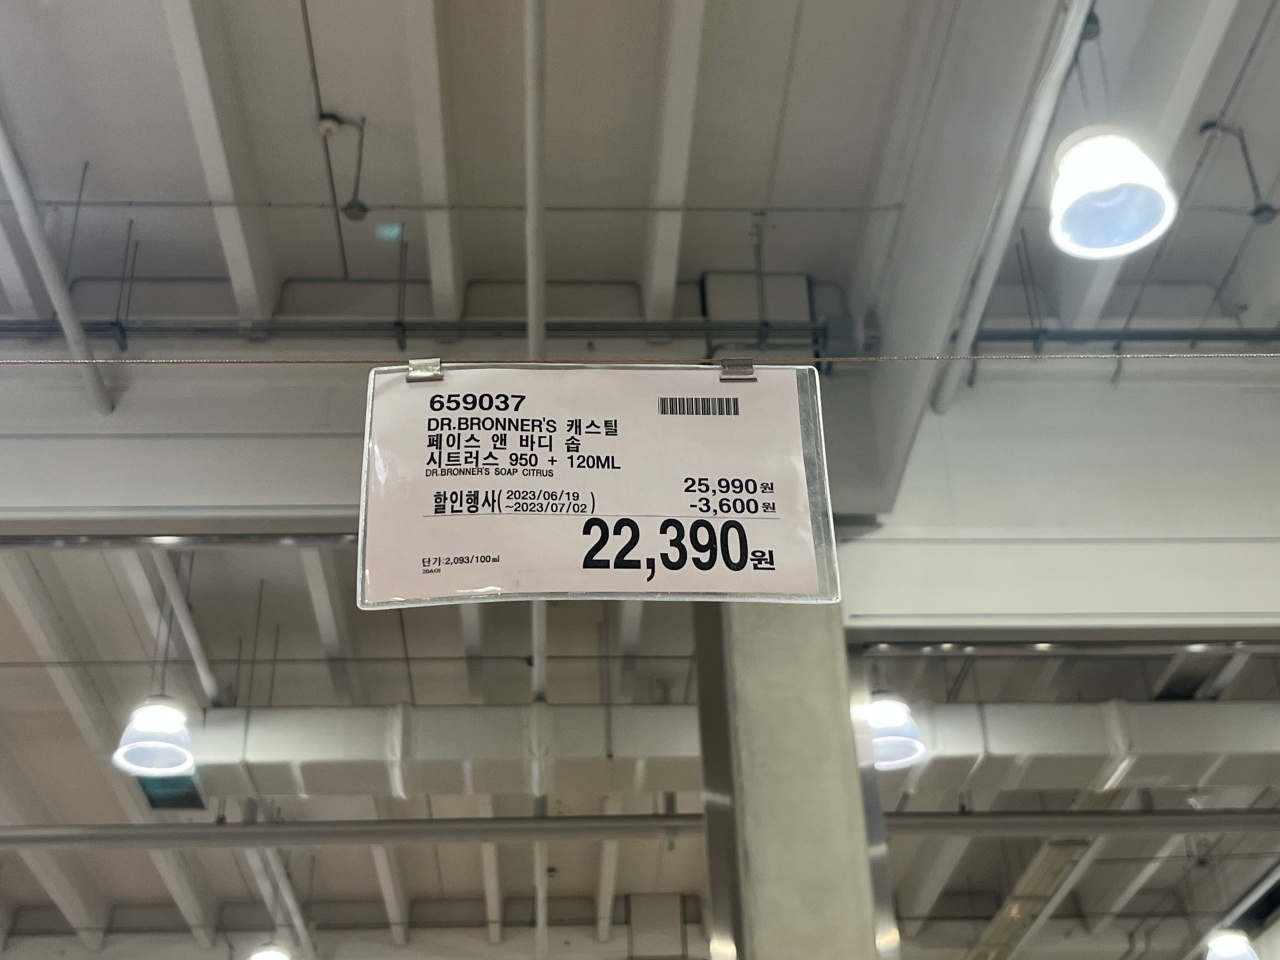 659037
DR.BRONNER'S 캐스틸
페이스 앤 바디 솝
시트러스 950 + 120ML
DR.BRONNER'S SOAP CITRUS
25,990원
할인행사(2023/06/19
~2023/07/02)
-3,600원
22,390원
단가:2,093/100㎖